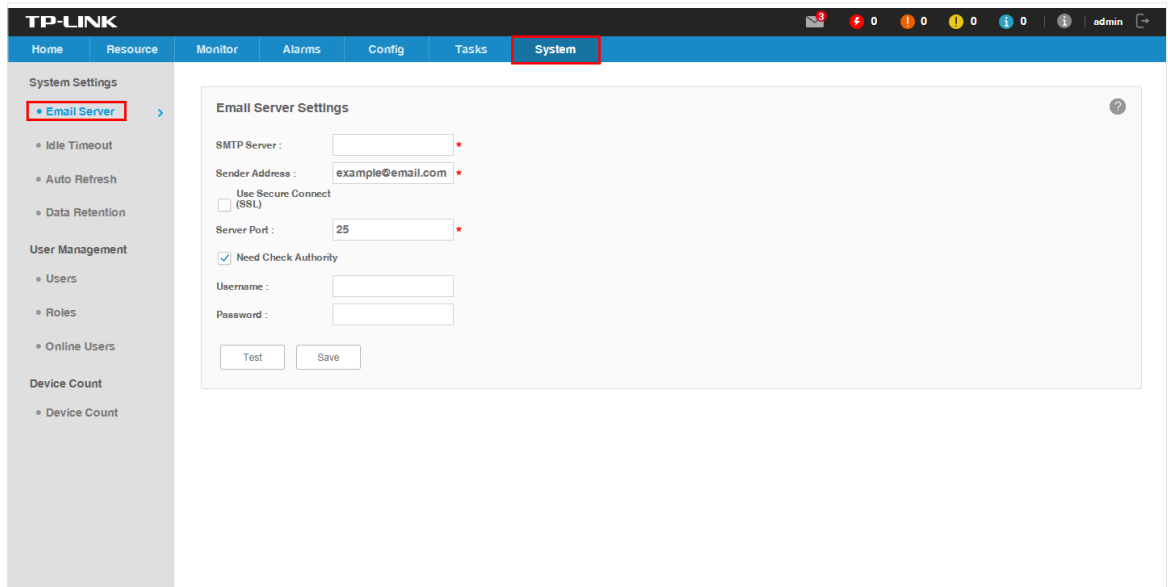 TP-LINK 3 0 0 0 0 admin
Home Resource Monitor Alarms Config Tasks System
System Settings
Email Server
Idle Timeout
Auto Refresh
Data Retention
User Management
Users
Roles
Online Users
Device Count
Device Count
Email Server Settings ?
SMTP Server : *
Sender Address : example@email.com *
Use Secure Connect
(SSL)
Server Port : 25 *
Need Check Authority
Username :
Password :
Test Save